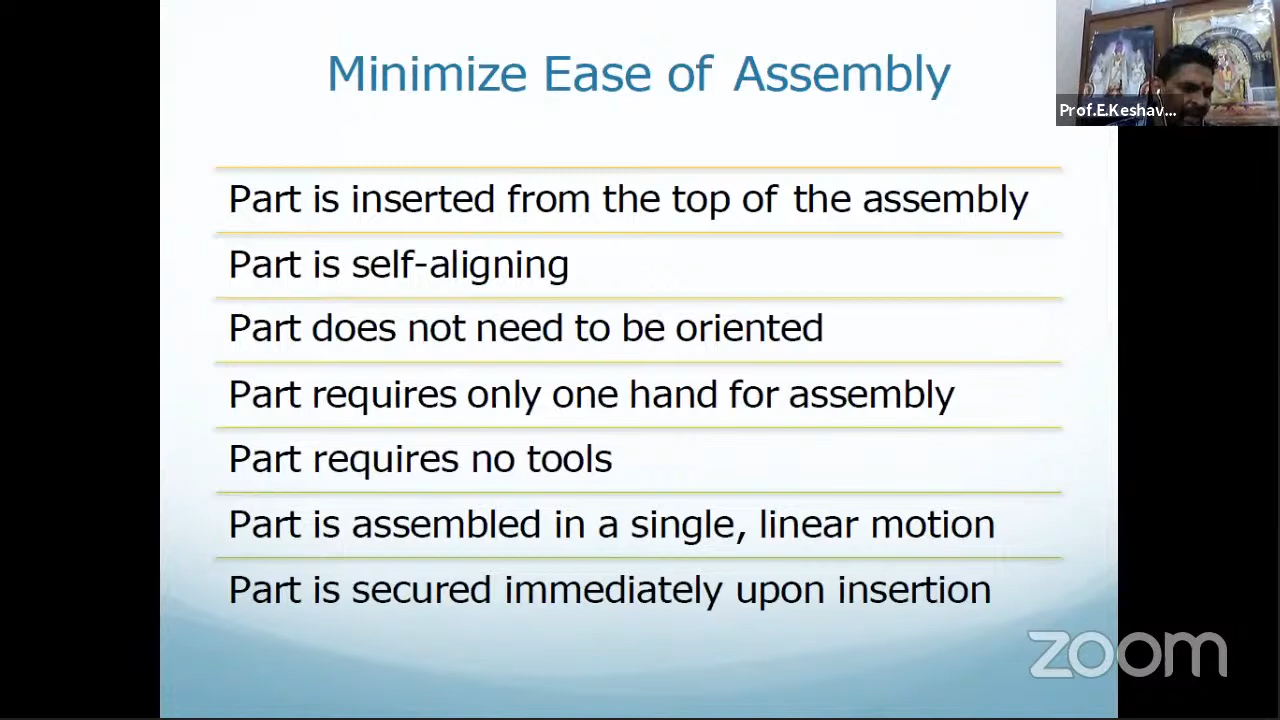 Minimize Ease of Assembly
Prof.E.Keshav...
Part is inserted from the top of the assembly
Part is self-aligning
Part does not need to be oriented
Part requires only one hand for assembly
Part requires no tools
Part is assembled in a single, linear motion
Part is secured immediately upon insertion
zoom